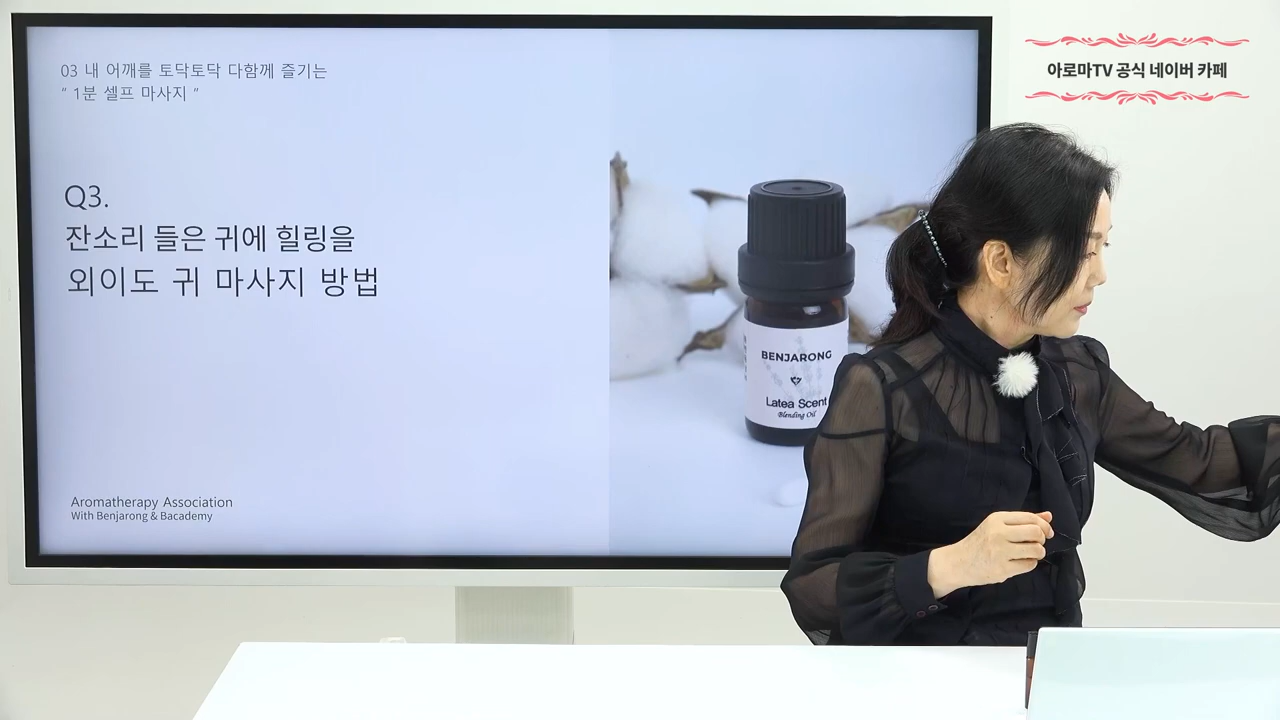 03 내 어깨를 토닥토닥 다함께 즐기는
“ 1분 셀프 마사지 ”
Q3.
잔소리 들은 귀에 힐링을
외이도 귀 마사지 방법
Aromatherapy Association
With Benjarong & Bacademy
BENJARONG
Latea Scent
Blending Oil
아로마TV 공식 네이버 카페